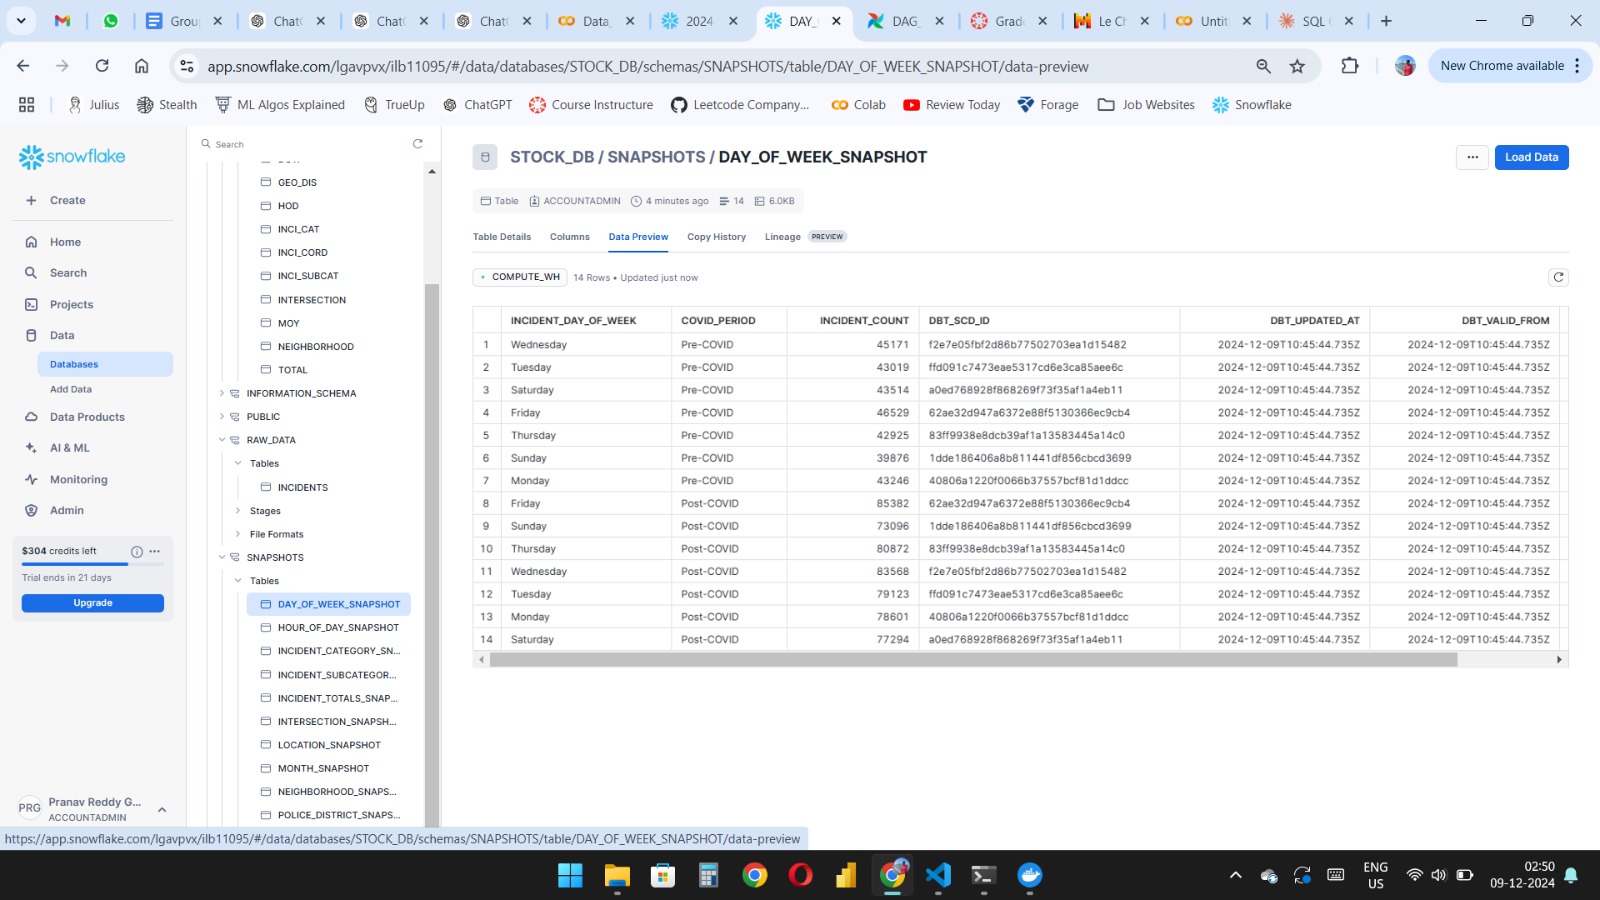 Grou
ChatG
ChatG
ChatG
Data_
2024-
DAY_
DAG_
Grade
Le Ch
Untit
SQL
app.snowflake.com/lgavpvx/ilb11095/#/data/databases/STOCK_DB/schemas/SNAPSHOTS/table/DAY_OF_WEEK_SNAPSHOT/data-preview
New Chrome available
Julius
Stealth
ML Algos Explained
TrueUp
ChatGPT
Course Instructure
Leetcode Company...
Colab
Review Today
Forage
Job Websites
Snowflake
snowflake
Create
Home
Search
Projects
Data
Databases
Add Data
Data Products
AI & ML
Monitoring
Admin
$304 credits left
Trial ends in 21 days
Upgrade
PRG
Pranav Reddy G...
ACCOUNTADMIN
Search
GEO_DIS
HOD
INCI_CAT
INCI_CORD
INCI_SUBCAT
INTERSECTION
MOY
NEIGHBORHOOD
TOTAL
INFORMATION_SCHEMA
PUBLIC
RAW_DATA
Tables
INCIDENTS
Stages
File Formats
SNAPSHOTS
Tables
DAY_OF_WEEK_SNAPSHOT
HOUR_OF_DAY_SNAPSHOT
INCIDENT_CATEGORY_SN...
INCIDENT_SUBCATEGOR...
INCIDENT_TOTALS_SNAP...
INTERSECTION_SNAPSH...
LOCATION_SNAPSHOT
MONTH_SNAPSHOT
NEIGHBORHOOD_SNAPS...
POLICE_DISTRICT_SNAPS...
STOCK_DB / SNAPSHOTS / DAY_OF_WEEK_SNAPSHOT
... Load Data
Table ACCOUNTADMIN 4 minutes ago 14 6.0KB
Table Details Columns Data Preview Copy History Lineage PREVIEW
COMPUTE_WH 14 Rows • Updated just now
INCIDENT_DAY_OF_WEEK COVID_PERIOD INCIDENT_COUNT DBT_SCD_ID DBT_UPDATED_AT DBT_VALID_FROM
1 Wednesday Pre-COVID 45171 f2e7e05fbf2d86b77502703ea1d15482 2024-12-09T10:45:44.735Z 2024-12-09T10:45:44.735Z
2 Tuesday Pre-COVID 43019 ffd091c7473eae5317cd6e3ca85aee6c 2024-12-09T10:45:44.735Z 2024-12-09T10:45:44.735Z
3 Saturday Pre-COVID 43514 a0ed768928f868269f73f35af1a4eb11 2024-12-09T10:45:44.735Z 2024-12-09T10:45:44.735Z
4 Friday Pre-COVID 46529 62ae32d947a6372e88f5130366ec9cb4 2024-12-09T10:45:44.735Z 2024-12-09T10:45:44.735Z
5 Thursday Pre-COVID 42925 83ff9938e8dcb39af1a13583445a14c0 2024-12-09T10:45:44.735Z 2024-12-09T10:45:44.735Z
6 Sunday Pre-COVID 39876 1dde186406a8b811441df856cbcd3699 2024-12-09T10:45:44.735Z 2024-12-09T10:45:44.735Z
7 Monday Pre-COVID 43246 40806a1220f0066b37557bcf81d1ddcc 2024-12-09T10:45:44.735Z 2024-12-09T10:45:44.735Z
8 Friday Post-COVID 85382 62ae32d947a6372e88f5130366ec9cb4 2024-12-09T10:45:44.735Z 2024-12-09T10:45:44.735Z
9 Sunday Post-COVID 73096 1dde186406a8b811441df856cbcd3699 2024-12-09T10:45:44.735Z 2024-12-09T10:45:44.735Z
10 Thursday Post-COVID 80872 83ff9938e8dcb39af1a13583445a14c0 2024-12-09T10:45:44.735Z 2024-12-09T10:45:44.735Z
11 Wednesday Post-COVID 83568 f2e7e05fbf2d86b77502703ea1d15482 2024-12-09T10:45:44.735Z 2024-12-09T10:45:44.735Z
12 Tuesday Post-COVID 79123 ffd091c7473eae5317cd6e3ca85aee6c 2024-12-09T10:45:44.735Z 2024-12-09T10:45:44.735Z
13 Monday Post-COVID 78601 40806a1220f0066b37557bcf81d1ddcc 2024-12-09T10:45:44.735Z 2024-12-09T10:45:44.735Z
14 Saturday Post-COVID 77294 a0ed768928f868269f73f35af1a4eb11 2024-12-09T10:45:44.735Z 2024-12-09T10:45:44.735Z
https://app.snowflake.com/lgavpvx/ilb11095/#/data/databases/STOCK_DB/schemas/SNAPSHOTS/table/DAY_OF_WEEK_SNAPSHOT/data-preview
ENG
US
02:50
09-12-2024